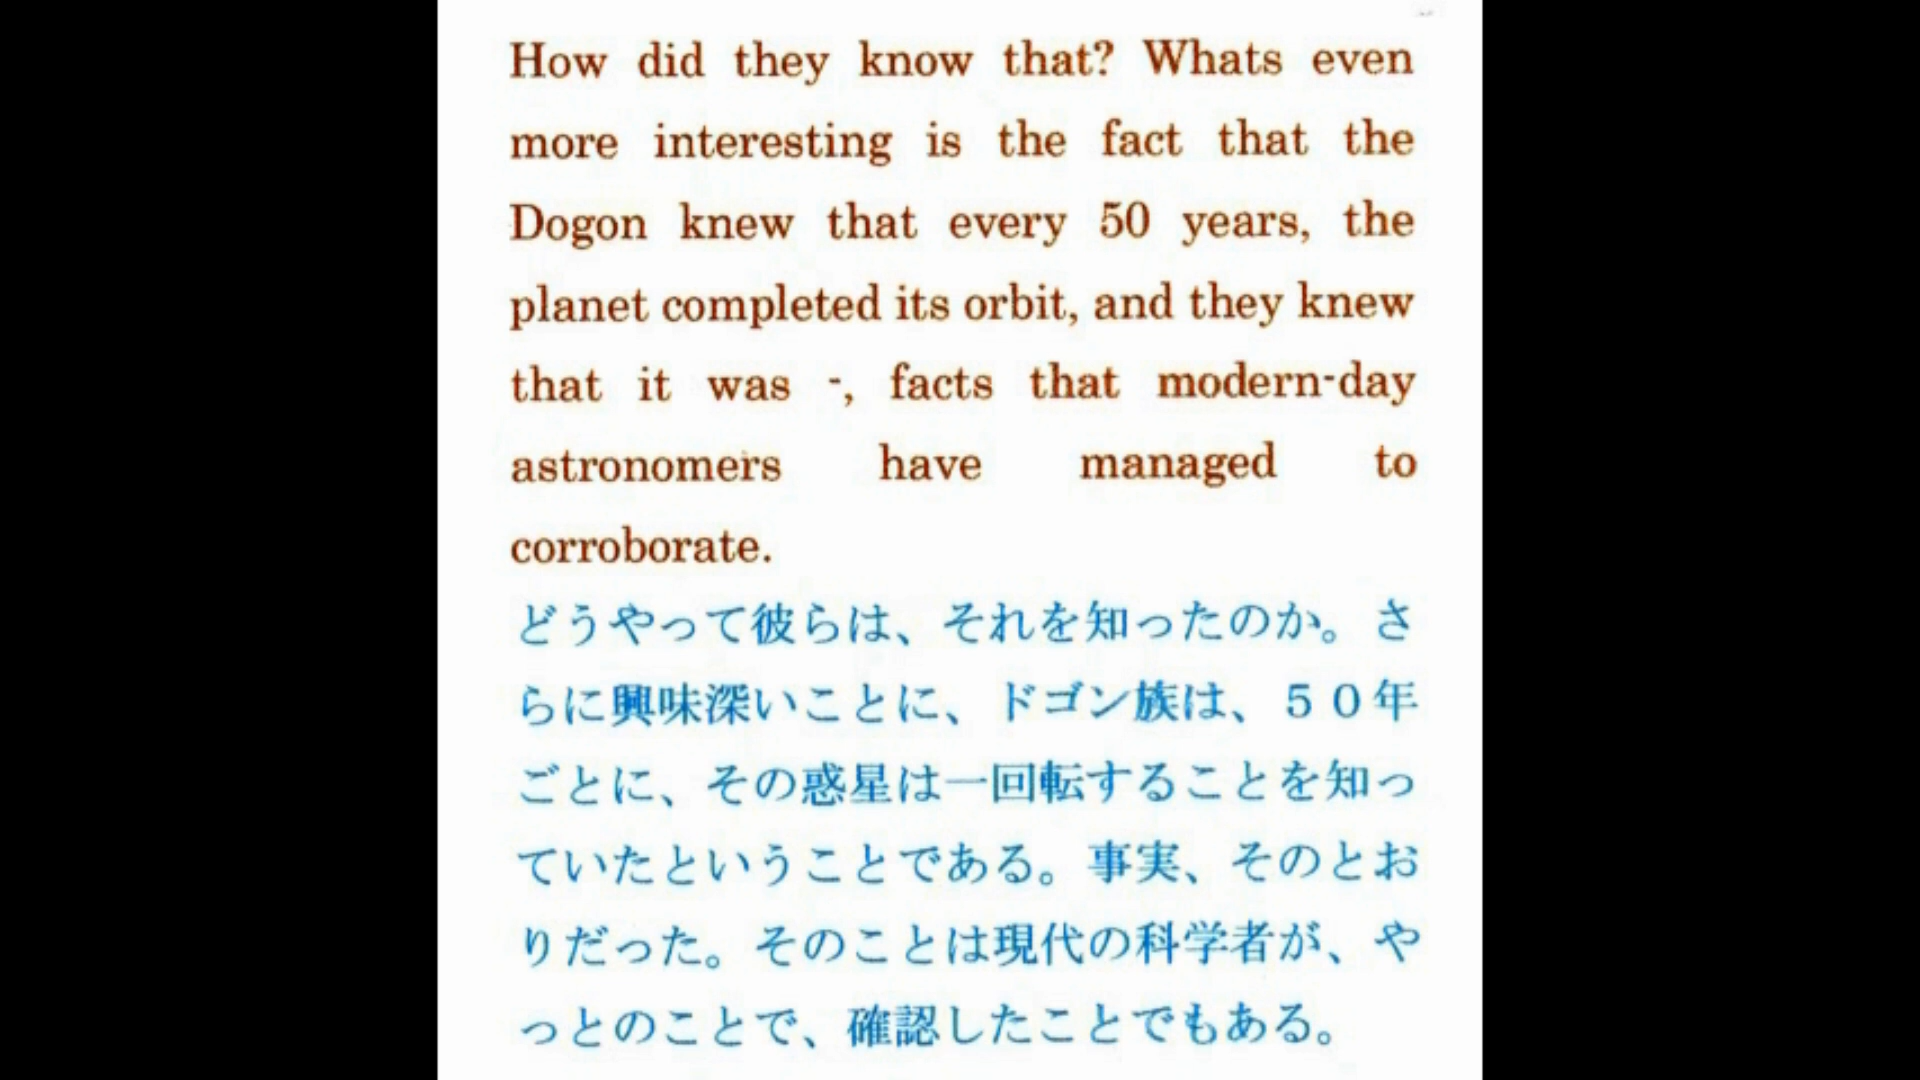 How did they know that? Whats even
more interesting is the fact that the
Dogon knew that every 50 years, the
planet completed its orbit, and they knew
that it was -, facts that modern-day
astronomers have managed to
corroborate.
どうやって彼らは、それを知ったのか。さ
らに興味深いことに、ドゴン族は、５０年
ごとに、その惑星は一回転することを知っ
ていたということである。事実、そのとお
りだった。そのことは現代の科学者が、や
っとのことで、確認したことでもある。